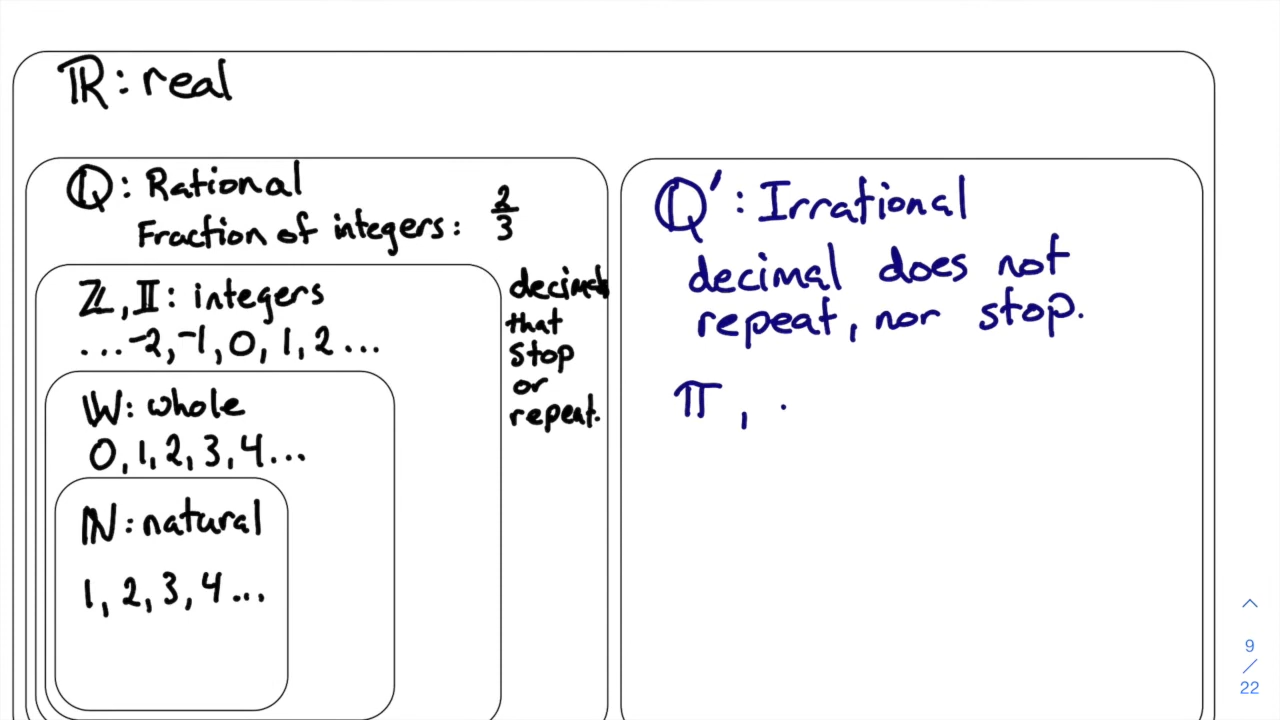 ℝ: real
ℚ: Rational
Fraction of integers: 2/3
ℤ, 𝕀: integers
...-2, -1, 0, 1, 2...
decimals
that
stop
or
repeat.
𝕎: whole
0, 1, 2, 3, 4...
ℕ: natural
1, 2, 3, 4...
ℚ': Irrational
decimal does not
repeat, nor stop.
π, .
9
/
22